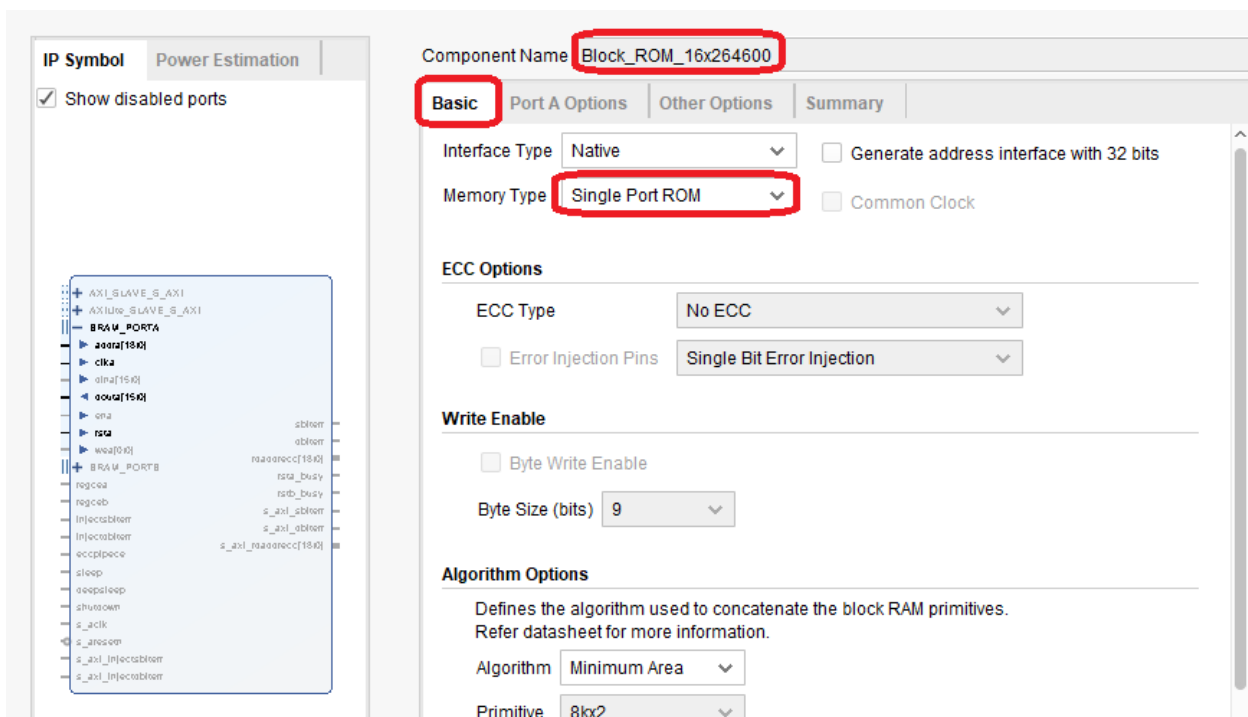 IP Symbol Power Estimation
Show disabled ports
AXI_SLAVE_S_AXI
AXILite_SLAVE_S_AXI
BRAM_PORTA
addra[18:0]
clka
dina[15:0]
douta[15:0]
ena
rsta
wea[0:0]
BRAM_PORTB
regcea
regceb
injectsbiterr
injectdbiterr
eccpipece
sleep
deepsleep
shutdown
s_aclk
s_aresetn
s_axi_injectsbiterr
s_axi_injectdbiterr
sbiterr
dbiterr
rdaddrecc[18:0]
rsta_busy
rstb_busy
s_axi_sbiterr
s_axi_dbiterr
s_axi_rdaddrecc[18:0]
Component Name Block_ROM_16x264600
Basic Port A Options Other Options Summary
Interface Type Native Generate address interface with 32 bits
Memory Type Single Port ROM Common Clock
ECC Options
ECC Type No ECC
Error Injection Pins Single Bit Error Injection
Write Enable
Byte Write Enable
Byte Size (bits) 9
Algorithm Options
Defines the algorithm used to concatenate the block RAM primitives.
Refer datasheet for more information.
Algorithm Minimum Area
Primitive 8kx2